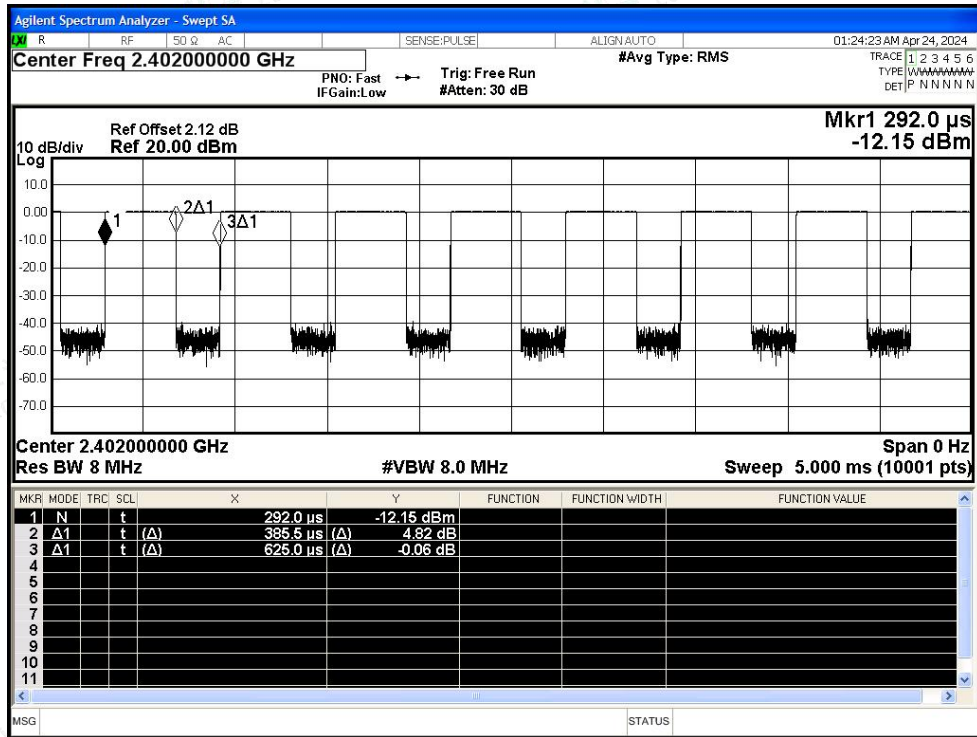 Agilent Spectrum Analyzer - Swept SA
LXI R RF 50 Ω AC SENSE:PULSE ALIGN AUTO 01:24:23 AM Apr 24, 2024
Center Freq 2.402000000 GHz
PNO: Fast
IFGain:Low
Trig: Free Run
#Atten: 30 dB
#Avg Type: RMS
TRACE 1 2 3 4 5 6
TYPE
DET P N N N N N
Ref Offset 2.12 dB
10 dB/div Ref 20.00 dBm
Log
Mkr1 292.0 µs
-12.15 dBm
10.0
0.00
-10.0
-20.0
-30.0
-40.0
-50.0
-60.0
-70.0
1
2Δ1
3Δ1
Center 2.402000000 GHz Span 0 Hz
Res BW 8 MHz #VBW 8.0 MHz Sweep 5.000 ms (10001 pts)
MKR MODE TRC SCL X Y FUNCTION FUNCTION WIDTH FUNCTION VALUE
1 N t 292.0 µs -12.15 dBm
2 Δ1 t (Δ) 385.5 µs (Δ) 4.82 dB
3 Δ1 t (Δ) 625.0 µs (Δ) -0.06 dB
4
5
6
7
8
9
10
11
MSG STATUS